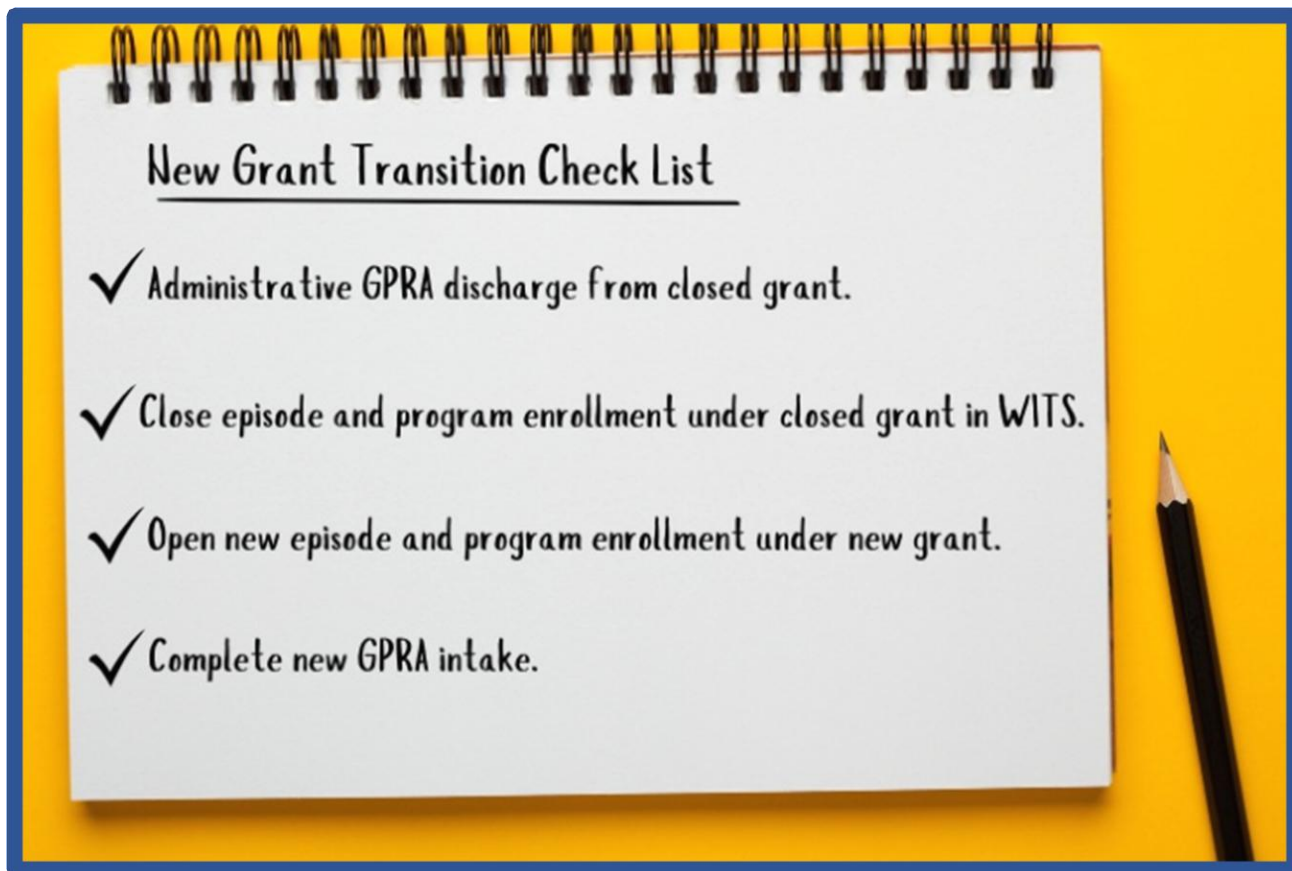 New Grant Transition Check List
Administrative GPRA discharge from closed grant.
Close episode and program enrollment under closed grant in WITS.
Open new episode and program enrollment under new grant.
Complete new GPRA intake.